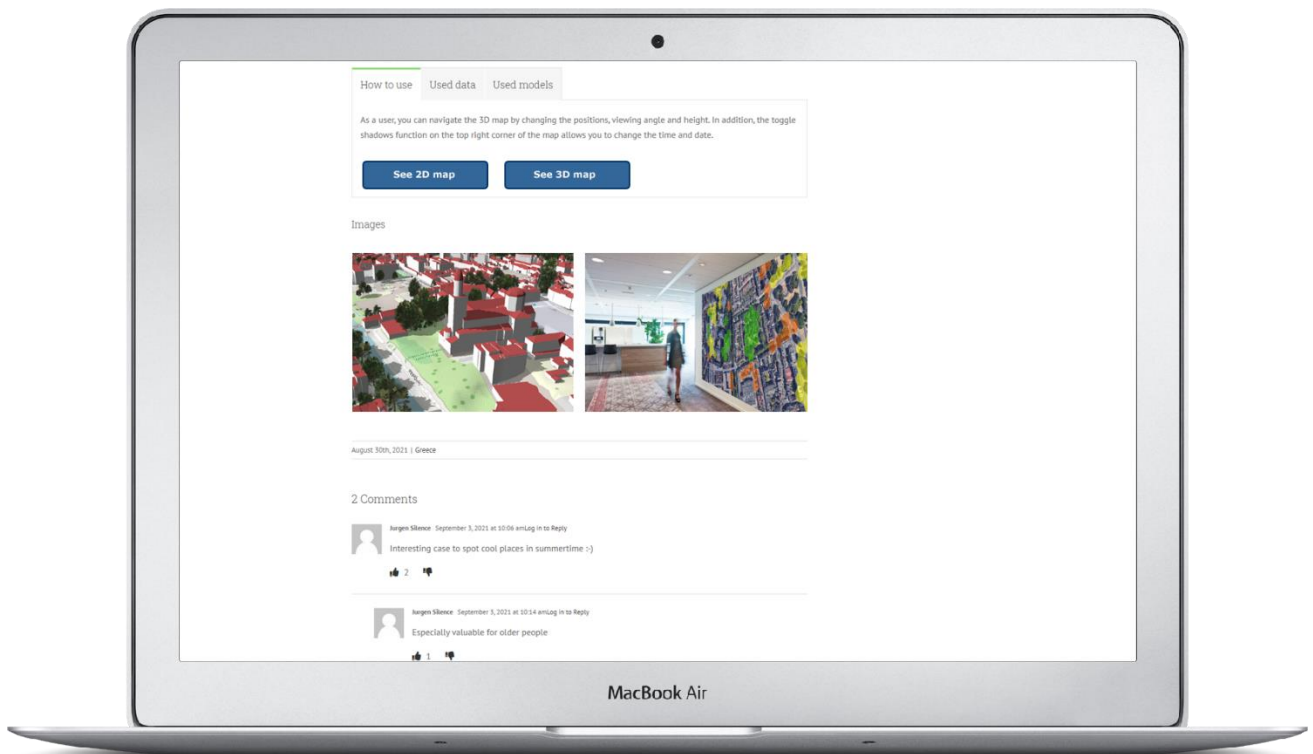 How to use Used data Used models
As a user, you can navigate the 3D map by changing the positions, viewing angle and height. In addition, the toggle
shadows function on the top right corner of the map allows you to change the time and date.
See 2D map See 3D map
Images
August 30th, 2021 | Greece
2 Comments
Jurgen Silence September 3, 2021 at 10:06 amLog in to Reply
Interesting case to spot cool places in summertime :-)
2
Jurgen Silence September 3, 2021 at 10:14 amLog in to Reply
Especially valuable for older people
1
MacBook Air